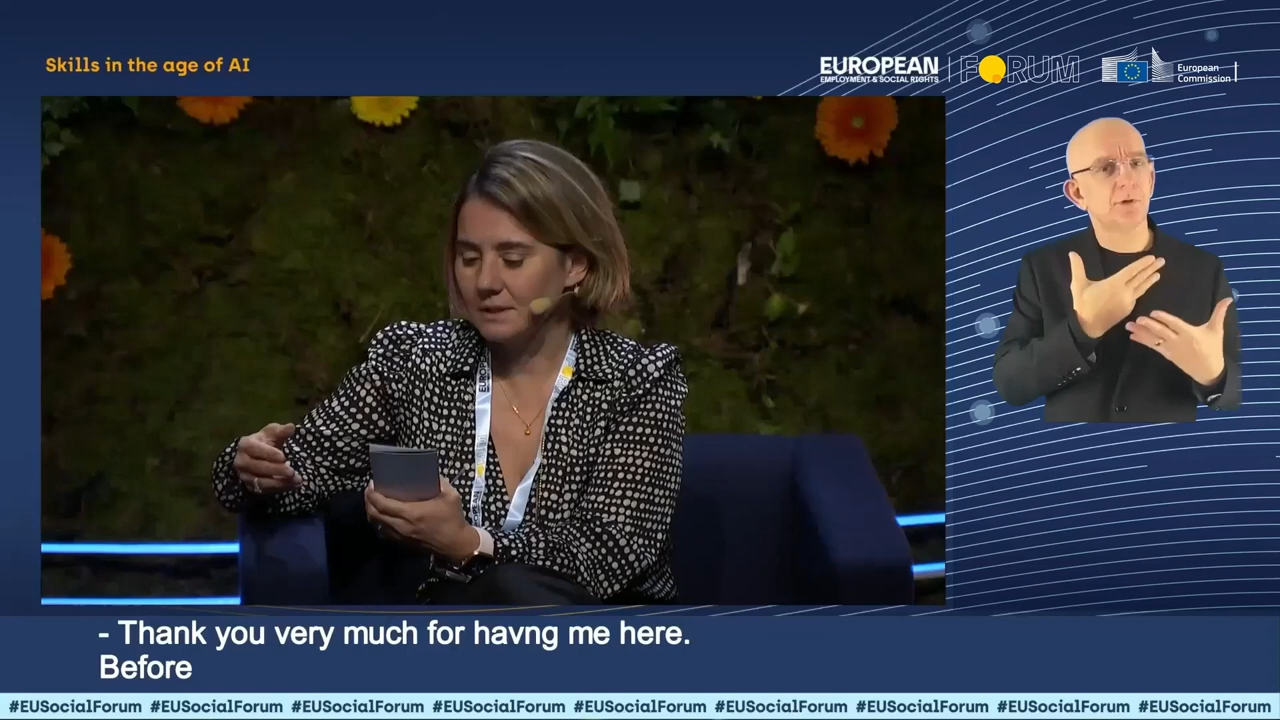 Skills in the age of AI
EUROPEAN
EMPLOYMENT & SOCIAL RIGHTS
FORUM
European
Commission
EUROPEAN
- Thank you very much for havng me here.
Before
#EUSocialForum #EUSocialForum #EUSocialForum #EUSocialForum #EUSocialForum #EUSocialForum #EUSocialForum #EUSocialForum #EUSocialForum